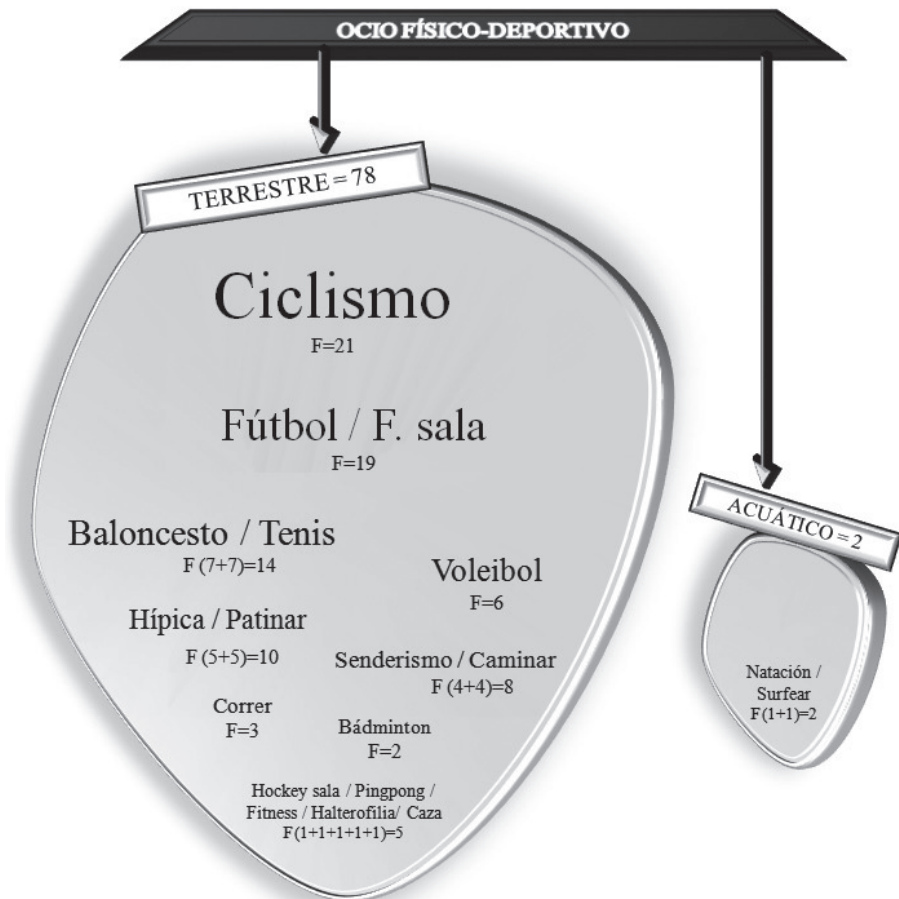 OCIO FÍSICO-DEPORTIVO
TERRESTRE = 78
Ciclismo
F=21
Fútbol / F. sala
F=19
Baloncesto / Tenis
F (7+7)=14
Voleibol
F=6
Hípica / Patinar
F (5+5)=10
Senderismo / Caminar
F (4+4)=8
Correr
F=3
Bádminton
F=2
Hockey sala / Pingpong /
Fitness / Halterofilia/ Caza
F(1+1+1+1+1)=5
ACUÁTICO = 2
Natación /
Surfear
F(1+1)=2